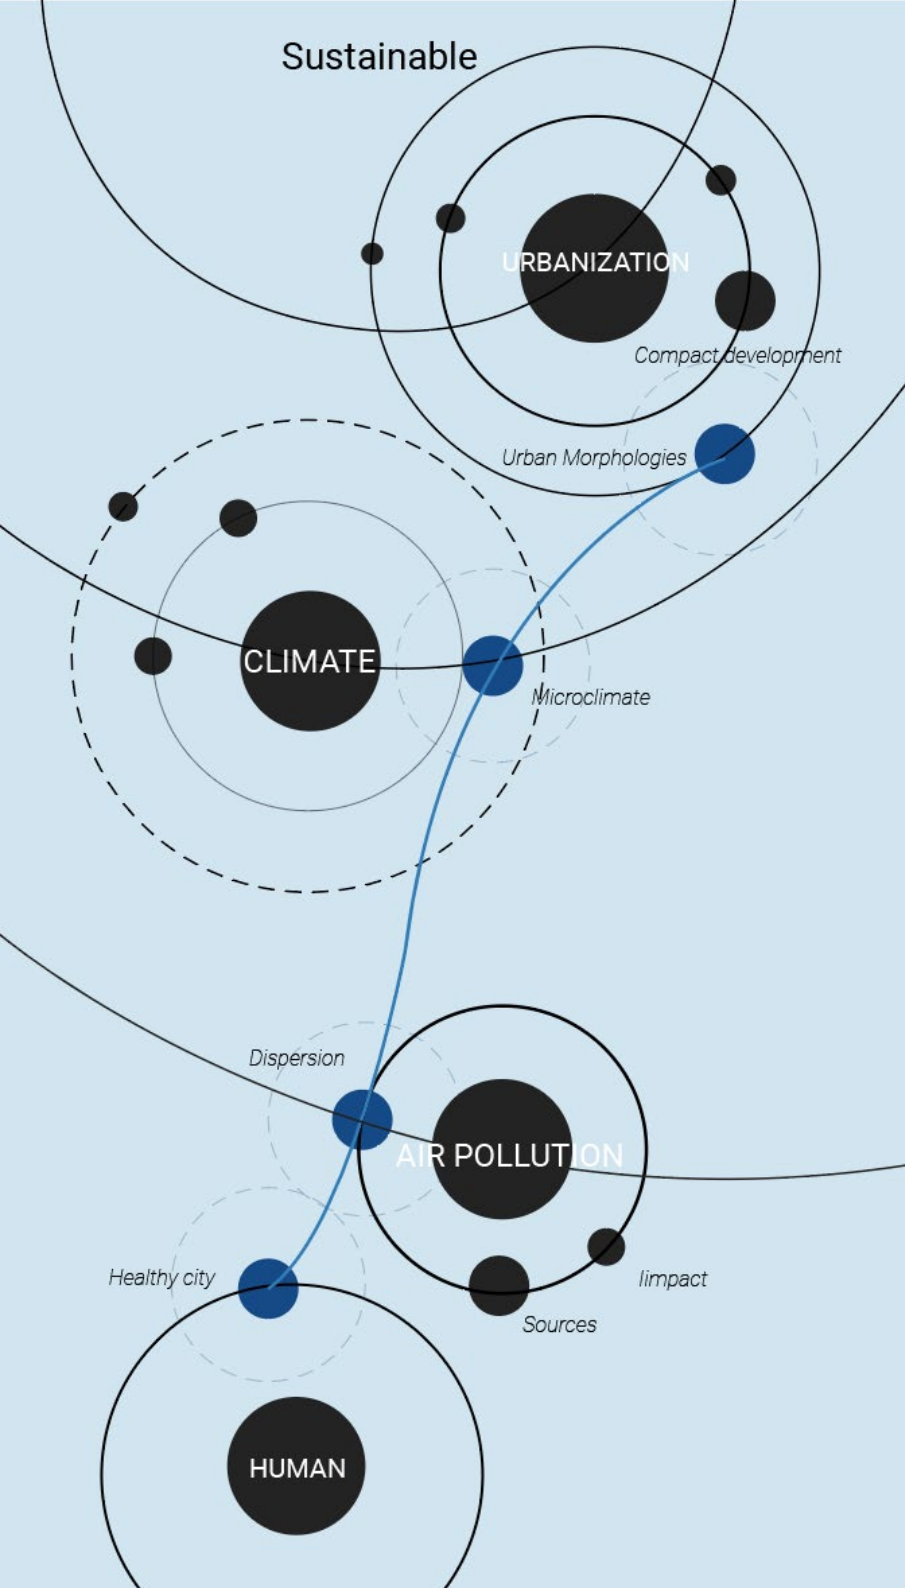 Sustainable
URBANIZATION
Compact development
Urban Morphologies
CLIMATE
Microclimate
Dispersion
AIR POLLUTION
Healthy city
Iimpact
Sources
HUMAN